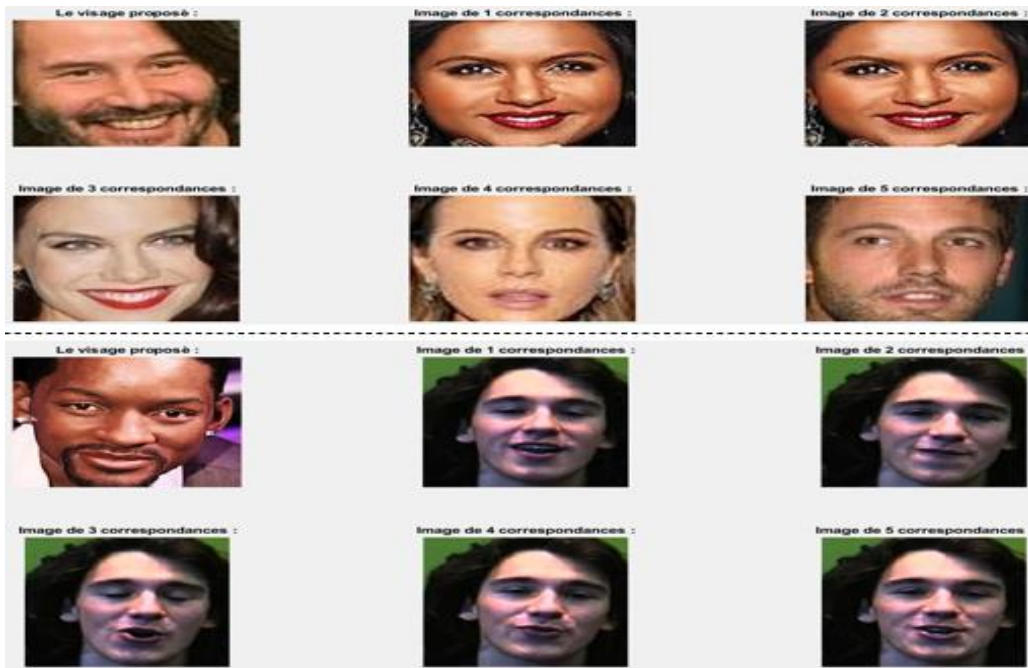 Le visage proposè :
Image de 1 correspondances :
Image de 2 correspondances :
Image de 3 correspondances :
Image de 4 correspondances :
Image de 5 correspondances :
Le visage proposè :
Image de 1 correspondances :
Image de 2 correspondances
Image de 3 correspondances :
Image de 4 correspondances :
Image de 5 correspondances